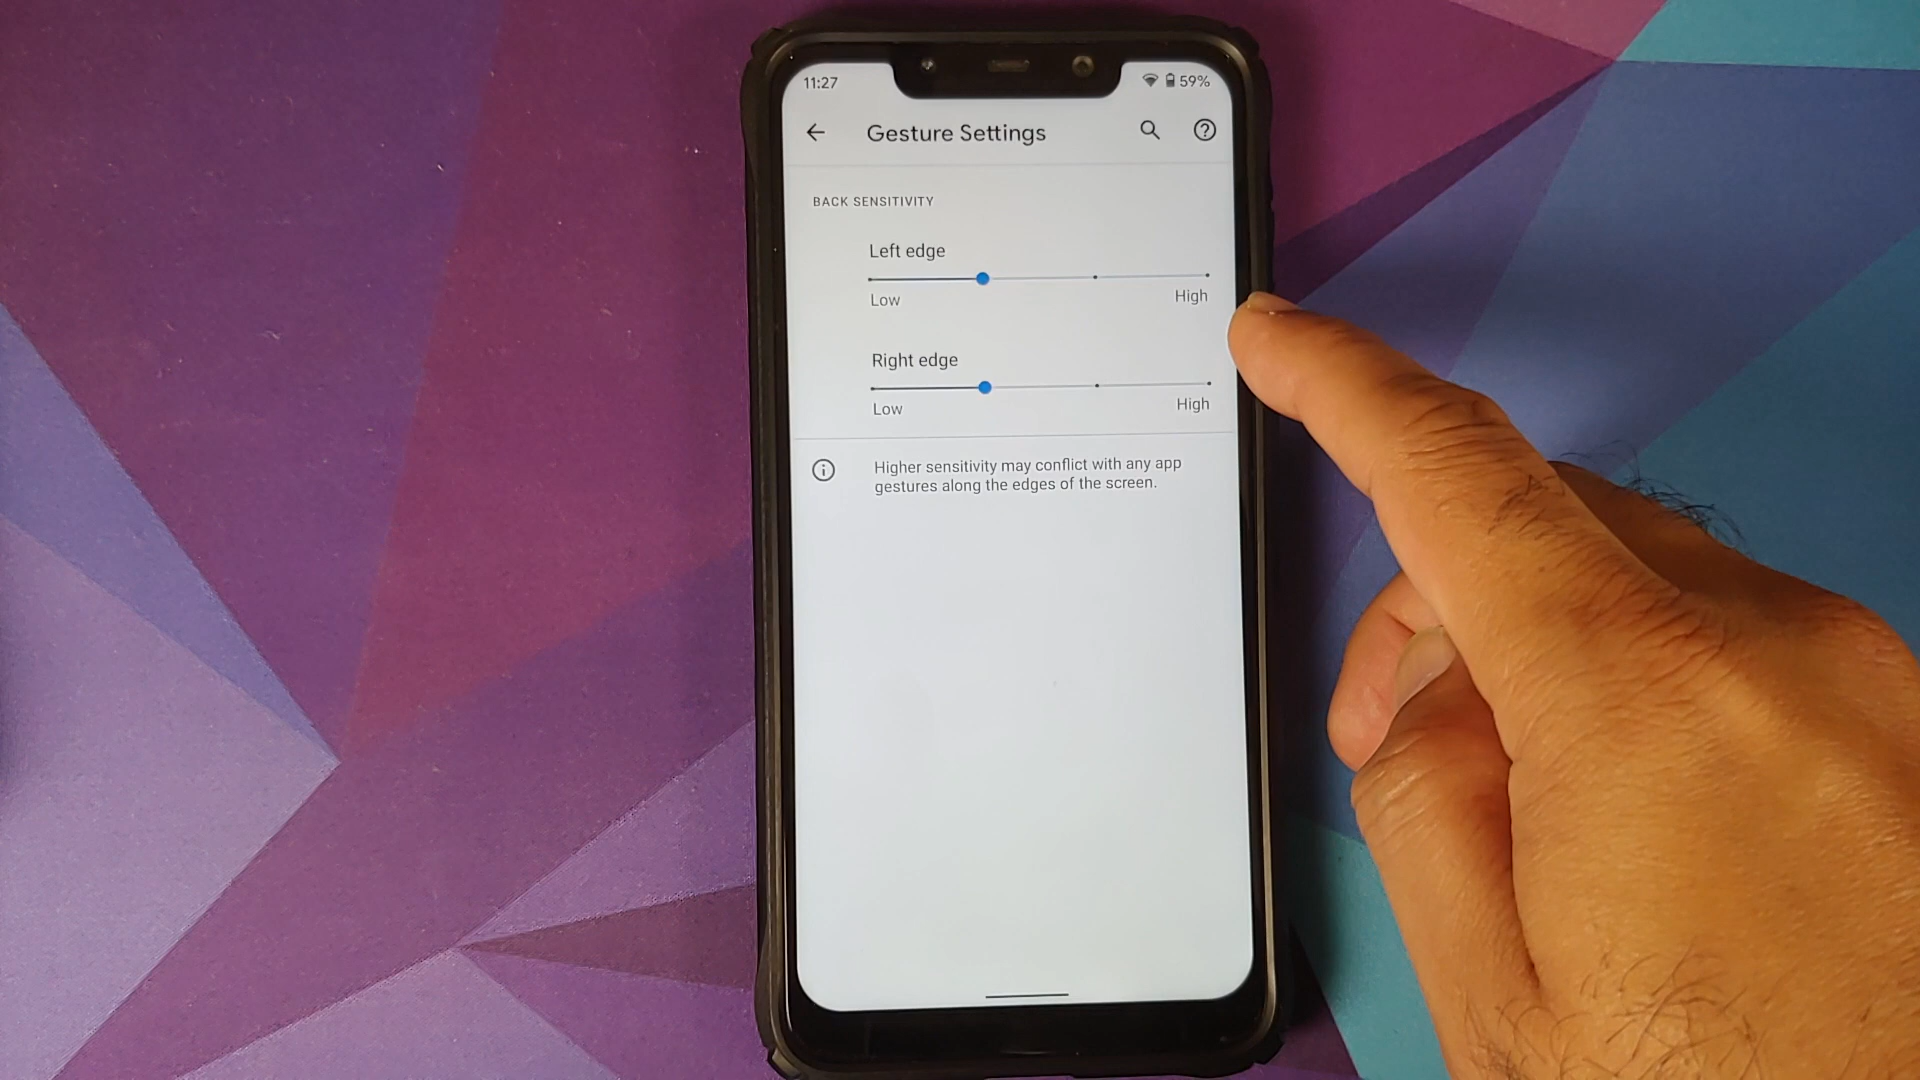 11:27
59%
Gesture Settings
BACK SENSITIVITY
Left edge
Low
High
Right edge
Low
High
Higher sensitivity may conflict with any app
gestures along the edges of the screen.